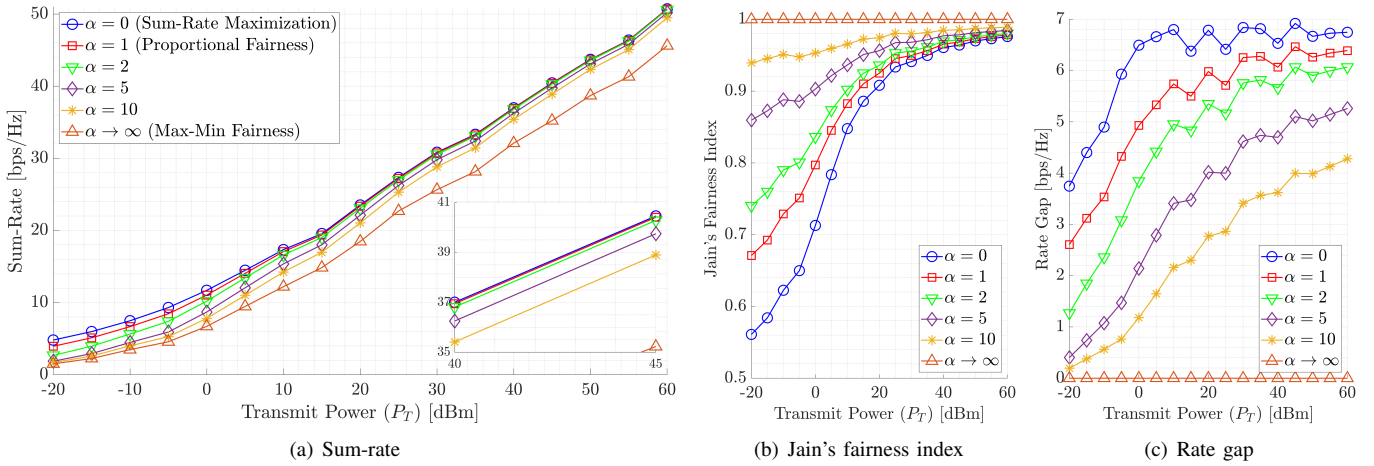 α = 0 (Sum-Rate Maximization)
α = 1 (Proportional Fairness)
α = 2
α = 5
α = 10
α → ∞ (Max-Min Fairness)
Sum-Rate [bps/Hz]
50
40
30
20
10
0
-20
-10
0
10
20
30
40
50
60
Transmit Power (P_T) [dBm]
41
39
37
35
40
45
(a) Sum-rate
Jain's Fairness Index
1
0.9
0.8
0.7
0.6
0.5
-20
0
20
40
60
Transmit Power (P_T) [dBm]
α = 0
α = 1
α = 2
α = 5
α = 10
α → ∞
(b) Jain's fairness index
Rate Gap [bps/Hz]
7
6
5
4
3
2
1
0
-20
0
20
40
60
Transmit Power (P_T) [dBm]
α = 0
α = 1
α = 2
α = 5
α = 10
α → ∞
(c) Rate gap